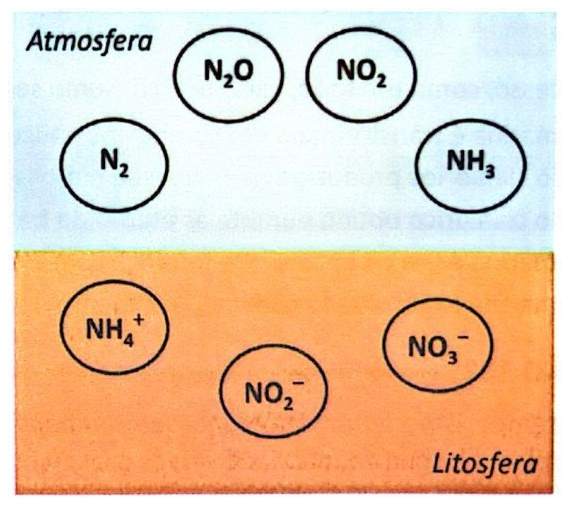 Atmosfera
N₂O NO₂
N₂ NH₃
NH₄⁺
NO₃⁻
NO₂⁻
Litosfera